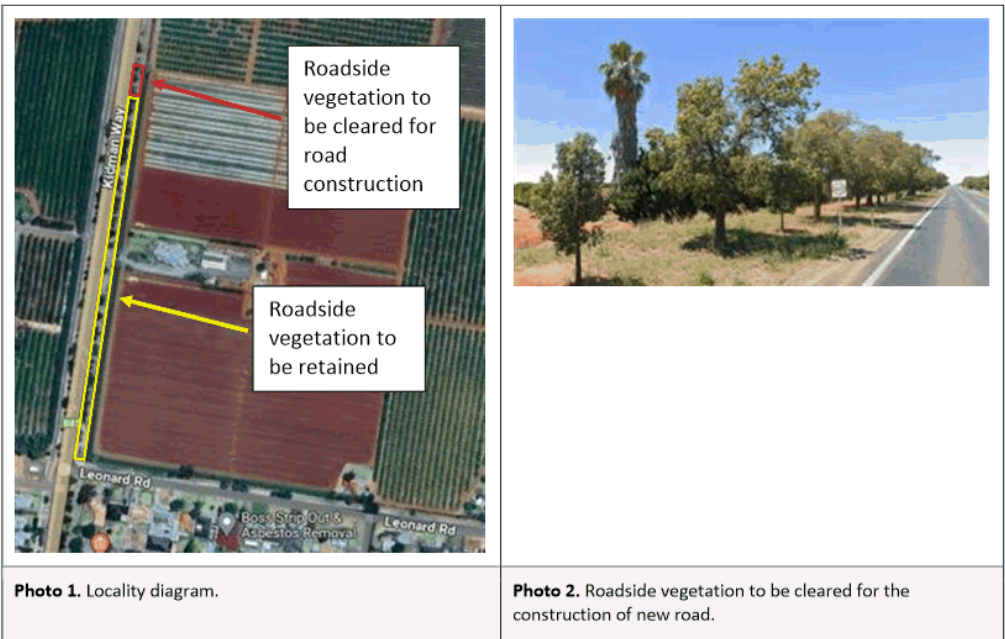 Roadside
vegetation to
be cleared for
road
construction
Kidman Way
Roadside
vegetation to
be retained
Leonard Rd
Boss Strip Out &
Asbestos Removal
Leonard Rd
Photo 1. Locality diagram.
Photo 2. Roadside vegetation to be cleared for the
construction of new road.